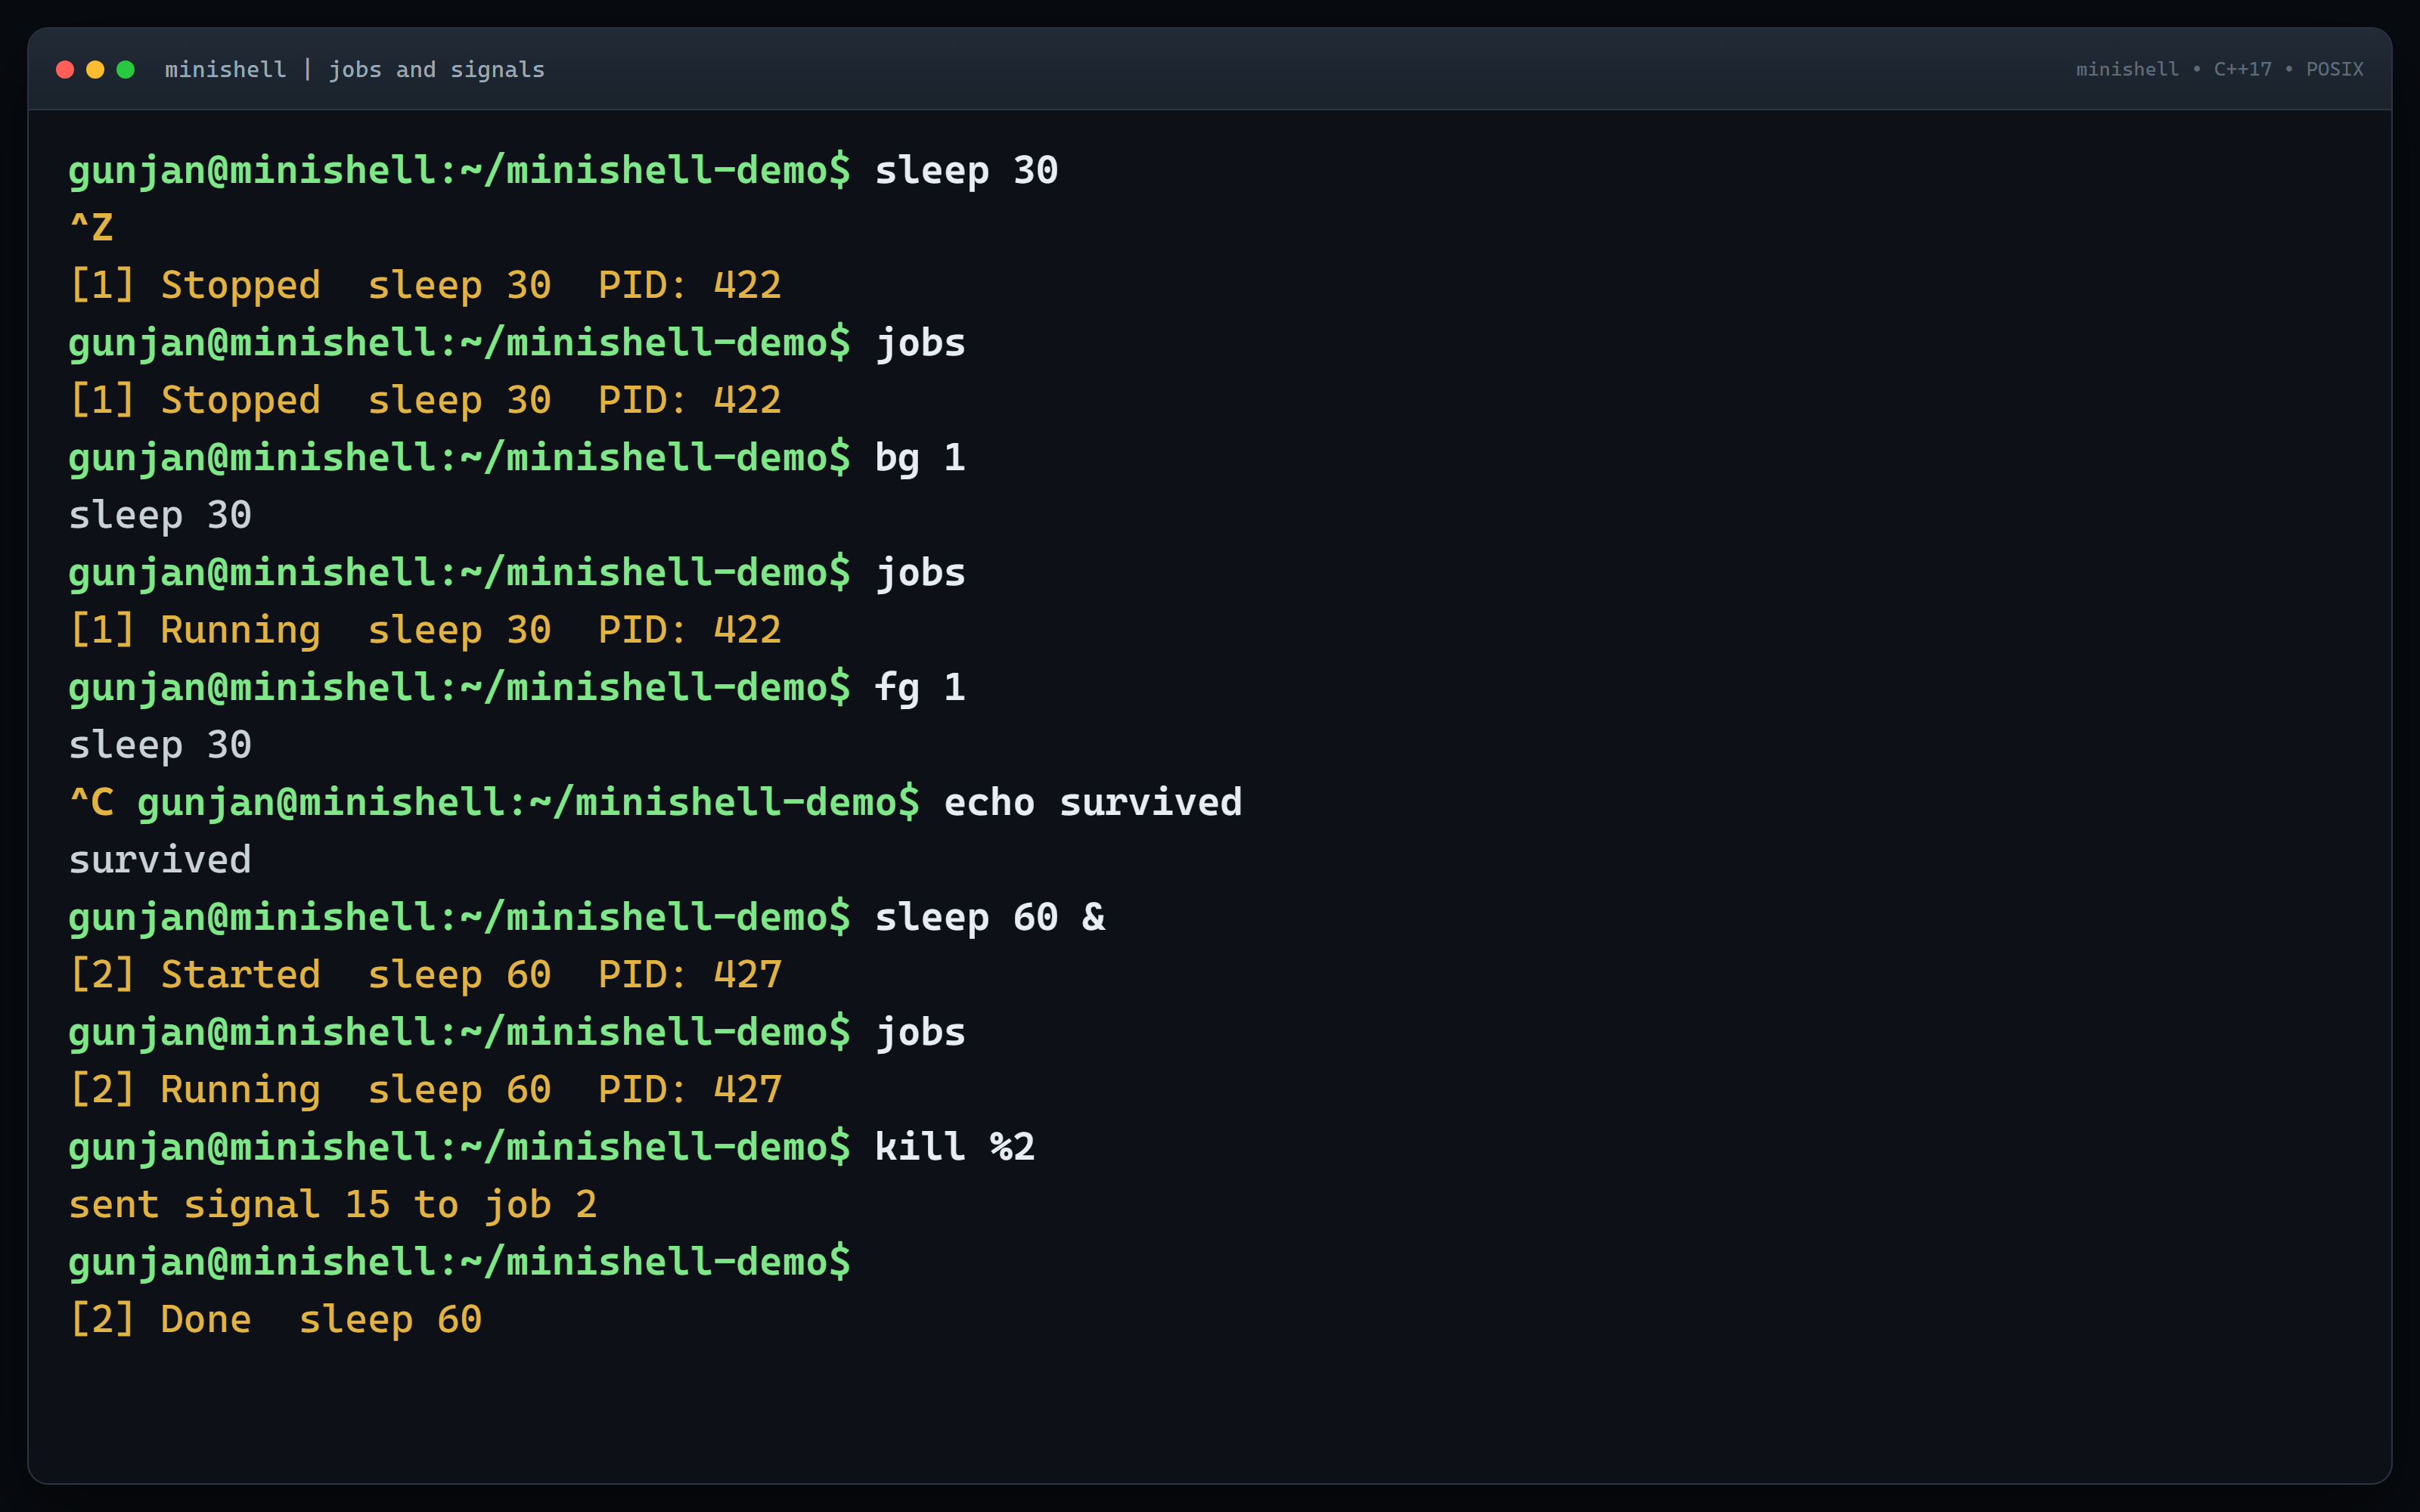 minishell | jobs and signals
minishell • C++17 • POSIX
gunjan@minishell:~/minishell-demo$ sleep 30
^Z
[1] Stopped  sleep 30  PID: 422
gunjan@minishell:~/minishell-demo$ jobs
[1] Stopped  sleep 30  PID: 422
gunjan@minishell:~/minishell-demo$ bg 1
sleep 30
gunjan@minishell:~/minishell-demo$ jobs
[1] Running  sleep 30  PID: 422
gunjan@minishell:~/minishell-demo$ fg 1
sleep 30
^C gunjan@minishell:~/minishell-demo$ echo survived
survived
gunjan@minishell:~/minishell-demo$ sleep 60 &
[2] Started  sleep 60  PID: 427
gunjan@minishell:~/minishell-demo$ jobs
[2] Running  sleep 60  PID: 427
gunjan@minishell:~/minishell-demo$ kill %2
sent signal 15 to job 2
gunjan@minishell:~/minishell-demo$
[2] Done  sleep 60